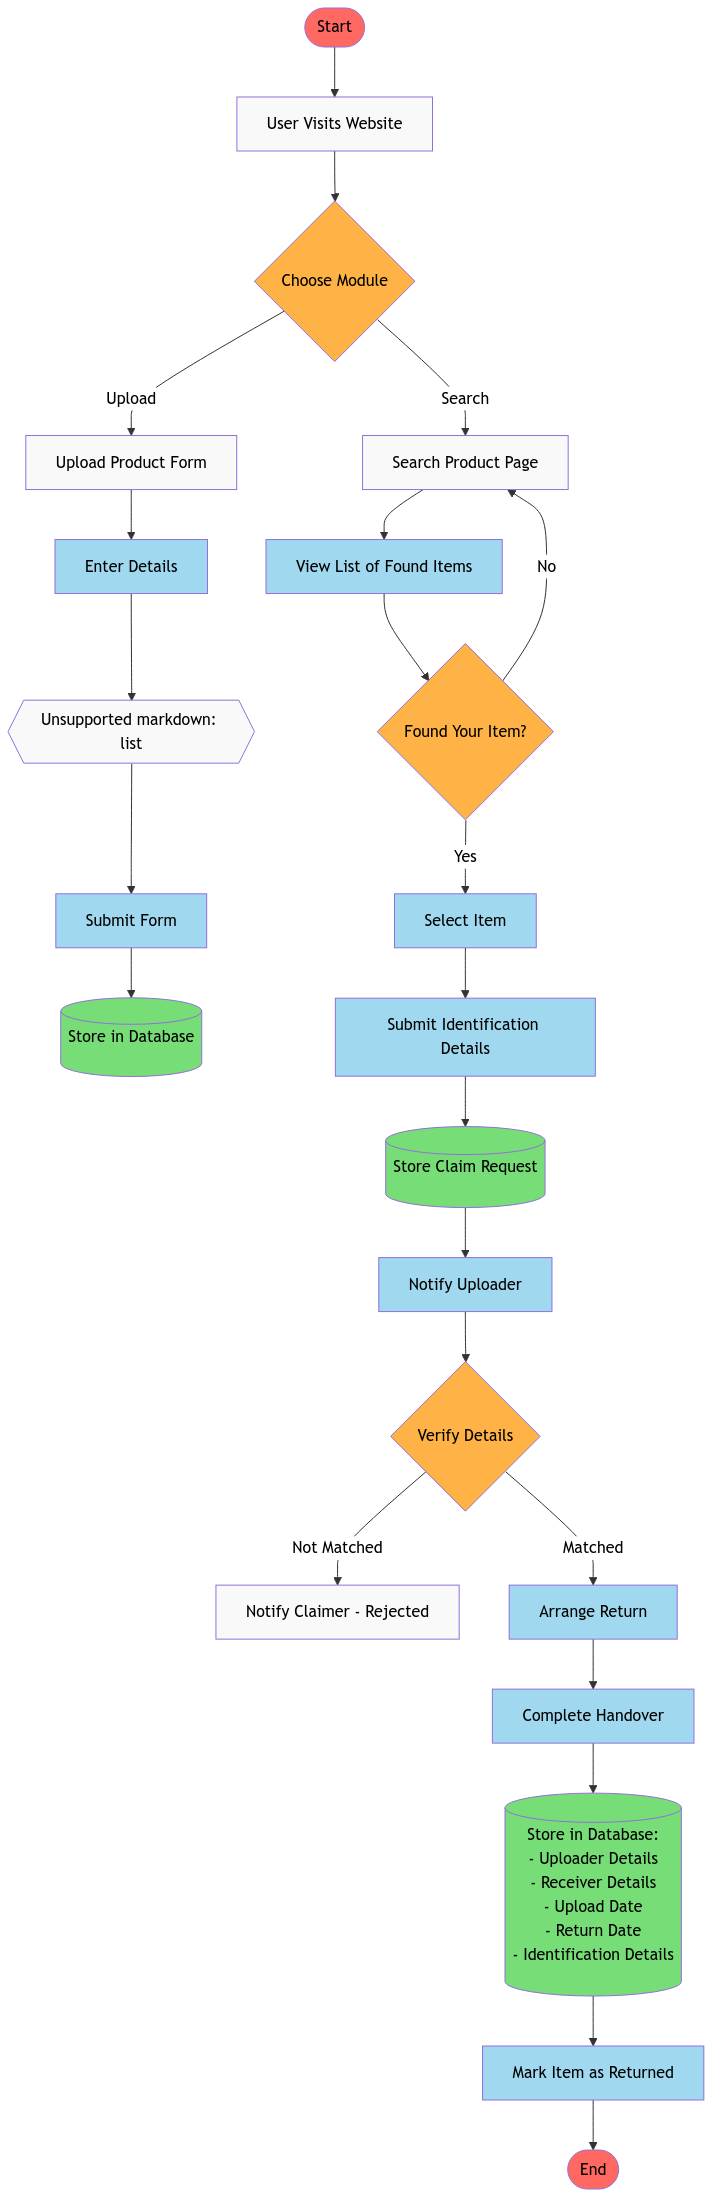 Start
User Visits Website
Choose Module
Upload
Search
Upload Product Form
Search Product Page
Enter Details
View List of Found Items
No
Unsupported markdown:
list
Found Your Item?
Yes
Submit Form
Select Item
Store in Database
Submit Identification
Details
Store Claim Request
Notify Uploader
Verify Details
Not Matched
Matched
Notify Claimer - Rejected
Arrange Return
Complete Handover
Store in Database:
- Uploader Details
- Receiver Details
- Upload Date
- Return Date
- Identification Details
Mark Item as Returned
End